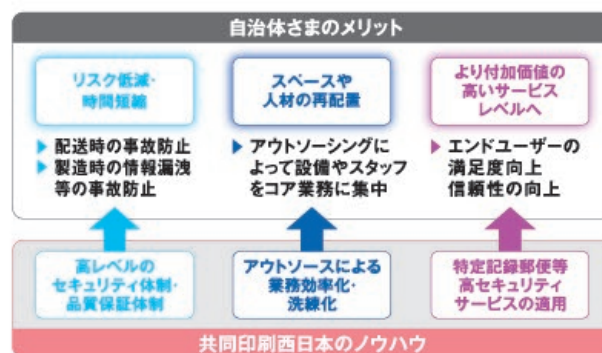 自治体さまのメリット
リスク低減・
時間短縮
▶ 配送時の事故防止
▶ 製造時の情報漏洩
等の事故防止
スペースや
人材の再配置
▶ アウトソーシングに
よって設備やスタッフ
をコア業務に集中
より付加価値の
高いサービス
レベルへ
▶ エンドユーザーの
満足度向上
信頼性の向上
高レベルの
セキュリティ体制・
品質保証体制
アウトソースによる
業務効率化・
洗練化
特定記録郵便等
高セキュリティ
サービスの適用
共同印刷西日本のノウハウ